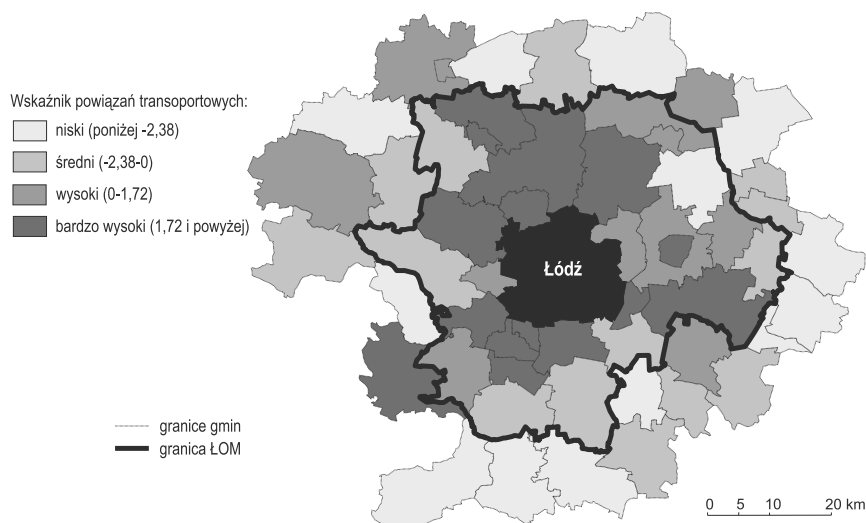 Wskaźnik powiązań transoportowych:
niski (poniżej -2,38)
średni (-2,38-0)
wysoki (0-1,72)
bardzo wysoki (1,72 i powyżej)
Łódź
granice gmin
granica ŁOM
0 5 10 20 km